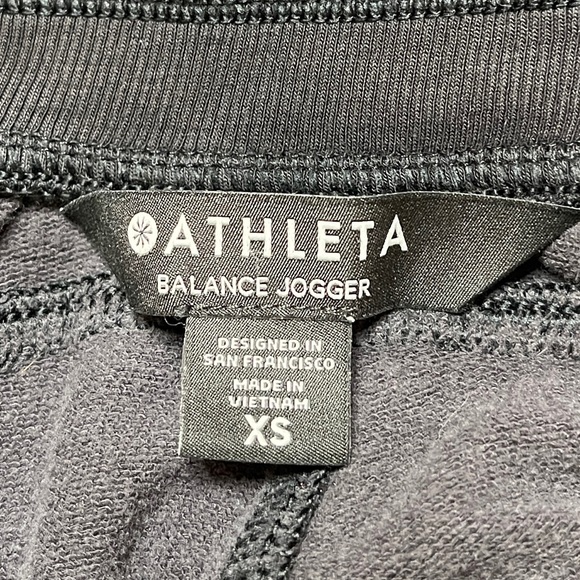 ATHLETA
BALANCE JOGGER
DESIGNED IN
SAN FRANCISCO
MADE IN
VIETNAM
XS